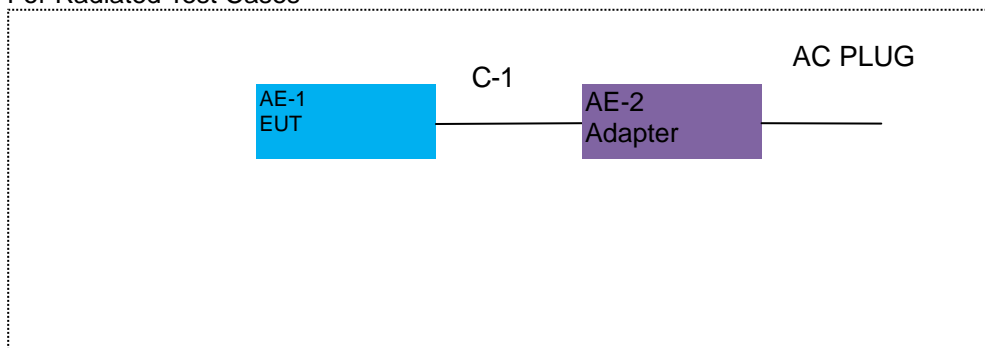 For Radiated Test Cases
AC PLUG
C-1
AE-1
EUT
AE-2
Adapter